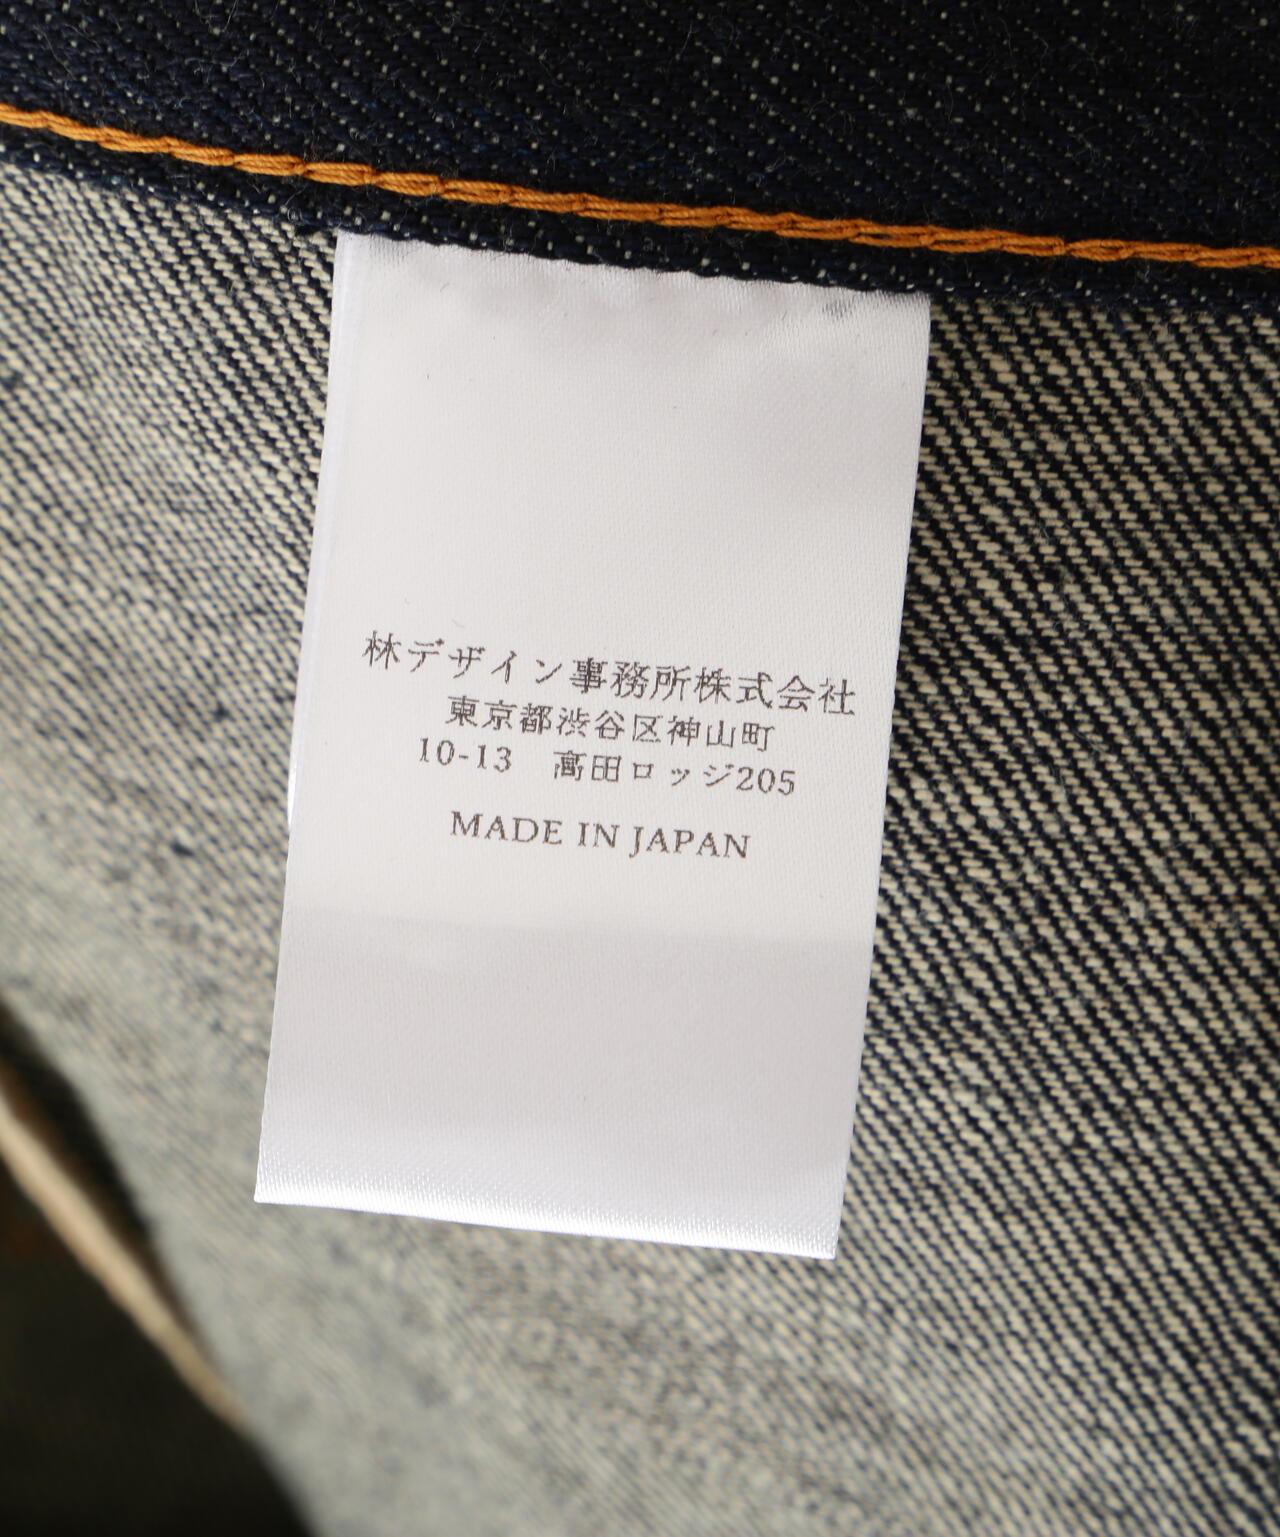 林デザイン事務所株式会社
東京都渋谷区神山町
10-13　高田ロッジ205
MADE IN JAPAN